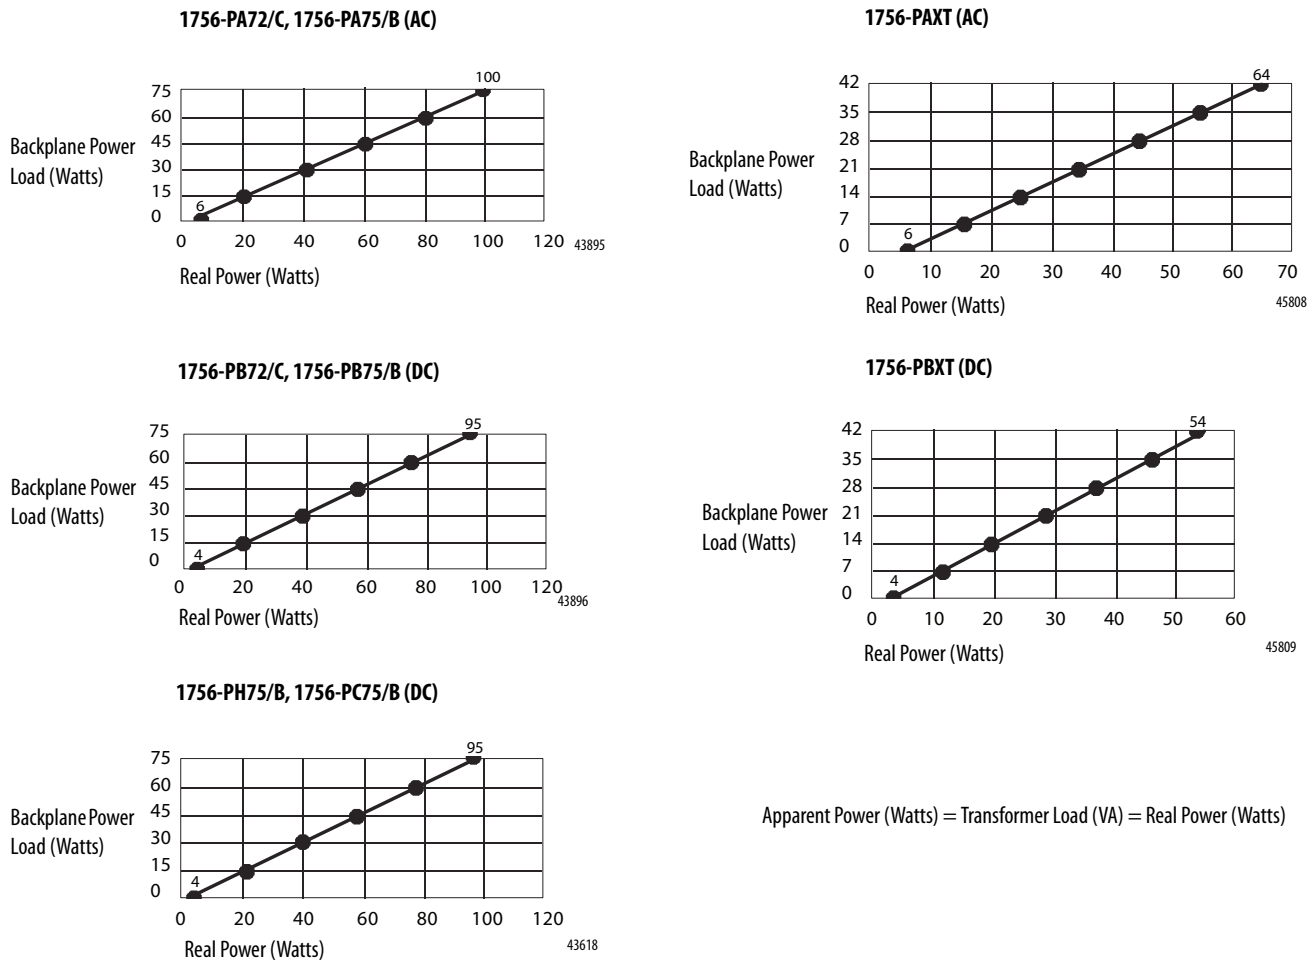 1756-PA72/C, 1756-PA75/B (AC)
100
75
60
45
30
15
0
6
Backplane Power
Load (Watts)
0 20 40 60 80 100 120
43895
Real Power (Watts)
1756-PAXT (AC)
64
42
35
28
21
14
7
0
6
Backplane Power
Load (Watts)
0 10 20 30 40 50 60 70
Real Power (Watts)
45808
1756-PB72/C, 1756-PB75/B (DC)
95
75
60
45
30
15
0
4
Backplane Power
Load (Watts)
0 20 40 60 80 100 120
43896
Real Power (Watts)
1756-PBXT (DC)
54
42
35
28
21
14
7
0
4
Backplane Power
Load (Watts)
0 10 20 30 40 50 60
Real Power (Watts)
45809
1756-PH75/B, 1756-PC75/B (DC)
95
75
60
45
30
15
0
4
Backplane Power
Load (Watts)
0 20 40 60 80 100 120
Real Power (Watts)
43618
Apparent Power (Watts) = Transformer Load (VA) = Real Power (Watts)